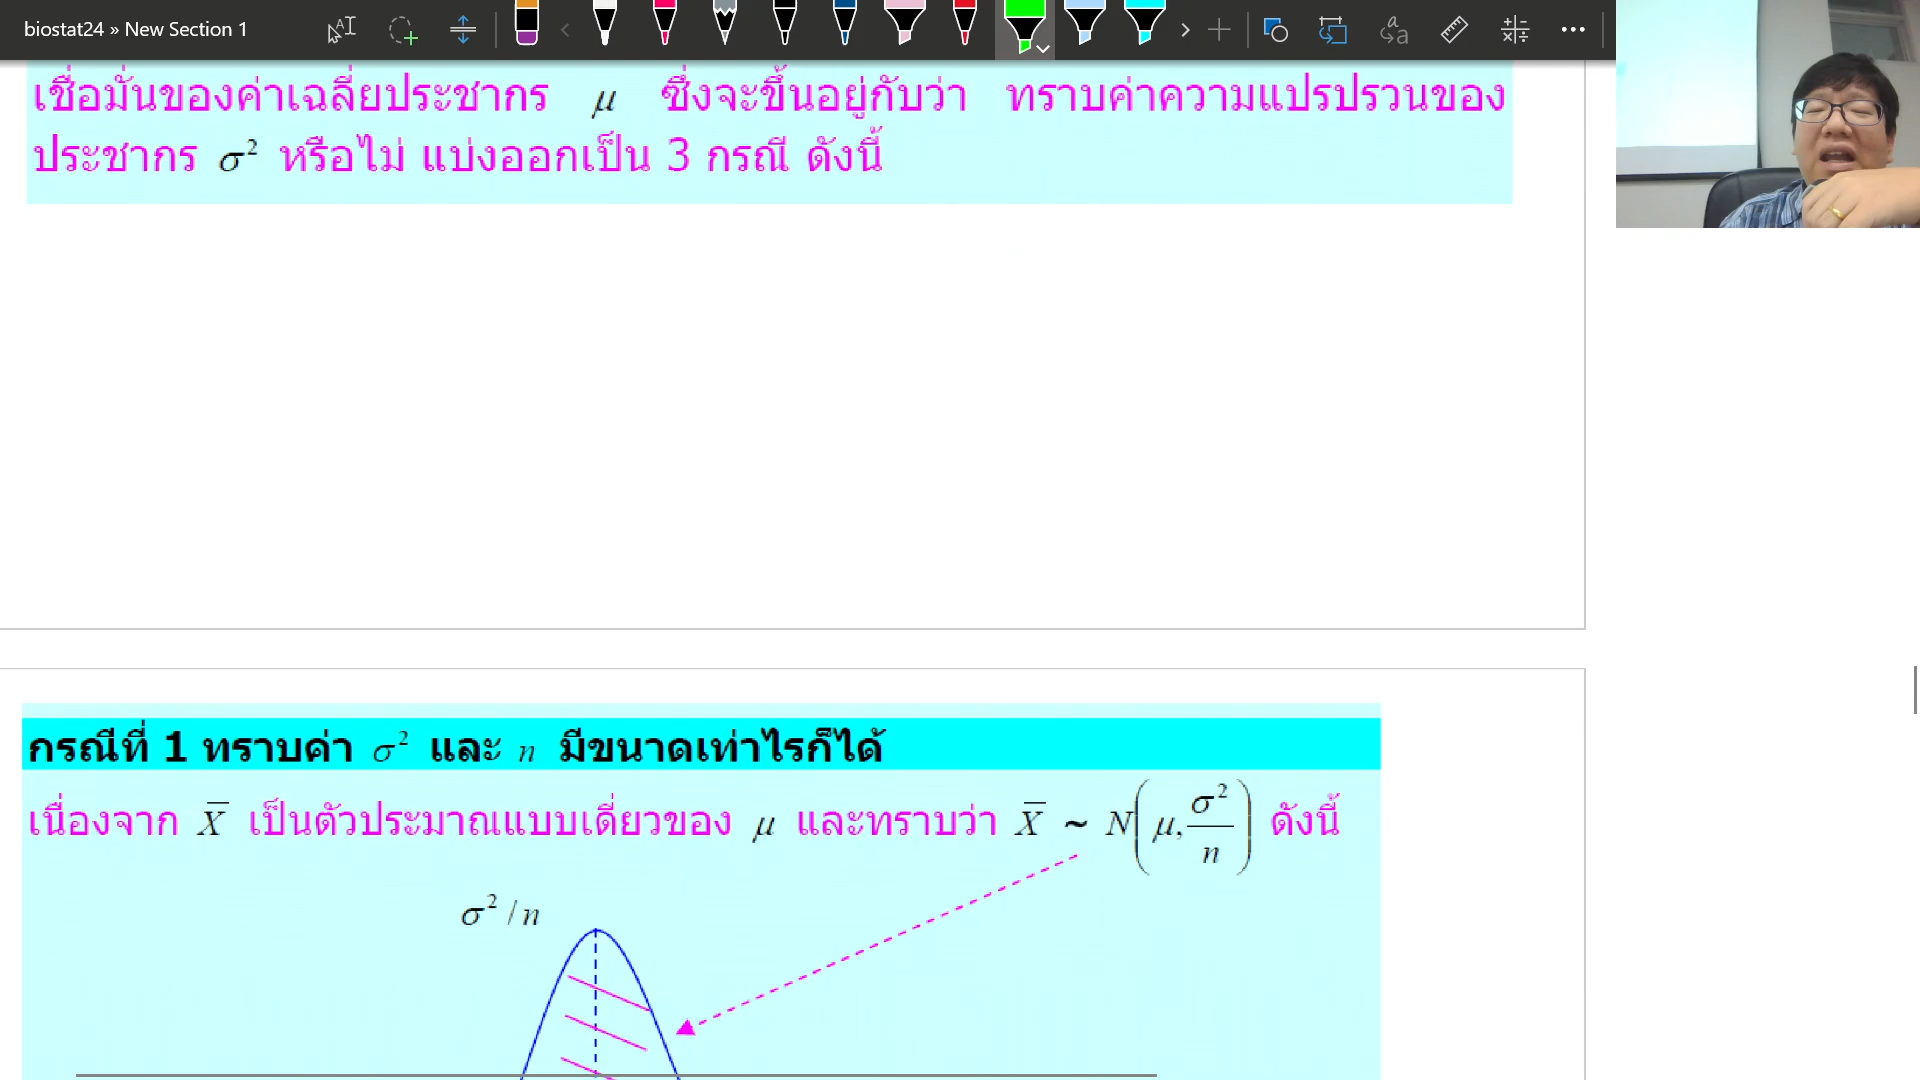 biostat24 » New Section 1
เชื่อมั่นของค่าเฉลี่ยประชากร μ ซึ่งจะขึ้นอยู่กับว่า ทราบค่าความแปรปรวนของ
ประชากร σ² หรือไม่ แบ่งออกเป็น 3 กรณี ดังนี้
กรณีที่ 1 ทราบค่า σ² และ n มีขนาดเท่าไรก็ได้
เนื่องจาก X̄ เป็นตัวประมาณแบบเดี่ยวของ μ และทราบว่า X̄ ~ N(μ, σ²/n) ดังนี้
σ² / n